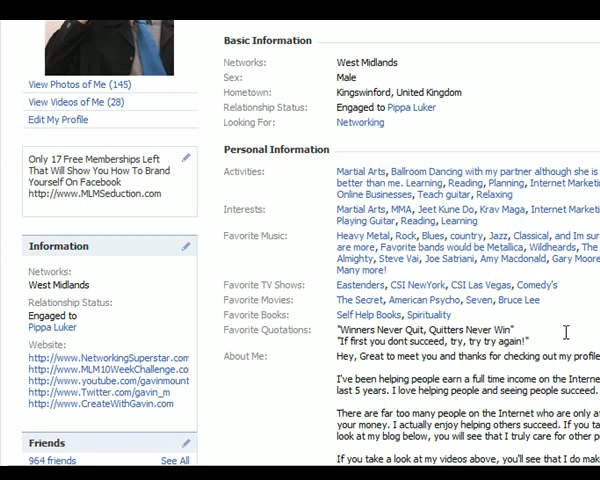 View Photos of Me (145)
View Videos of Me (28)
Edit My Profile
Only 17 Free Memberships Left
That Will Show You How To Brand
Yourself On Facebook
http://www.MLMSeduction.com
Information
Networks:
West Midlands
Relationship Status:
Engaged to
Pippa Luker
Website:
http://www.NetworkingSuperstar.com
http://www.MLM10WeekChallenge.co
http://www.youtube.com/gavinmount
http://www.Twitter.com/gavin_m
http://www.CreateWithGavin.com
Friends
964 friends See All
Basic Information
Networks: West Midlands
Sex: Male
Hometown: Kingswinford, United Kingdom
Relationship Status: Engaged to Pippa Luker
Looking For: Networking
Personal Information
Activities: Martial Arts, Ballroom Dancing with my partner although she is
better than me. Learning, Reading, Planning, Internet Marketi
Online Businesses, Teach guitar, Relaxing
Interests: Martial Arts, MMA, Jeet Kune Do, Krav Maga, Internet Marketi
Playing Guitar, Reading, Learning
Favorite Music: Heavy Metal, Rock, Blues, country, Jazz, Classical, and Im sur
are more, Favorite bands would be Metallica, Wildheards, The
Almighty, Steve Vai, Joe Satriani, Amy Macdonald, Gary Moore
Many more!
Favorite TV Shows: Eastenders, CSI NewYork, CSI Las Vegas, Comedy's
Favorite Movies: The Secret, American Psycho, Seven, Bruce Lee
Favorite Books: Self Help Books, Spirituality
Favorite Quotations: "Winners Never Quit, Quitters Never Win"
"If first you dont succeed, try, try try again!"
About Me: Hey, Great to meet you and thanks for checking out my profile
I've been helping people earn a full time income on the Interne
last 5 years. I love helping people and seeing people succeed.
There are far too many people on the Internet who are only af
your money. I actually enjoy helping others succeed. If you ta
look at my blog below, you will see that I truly care for other p
If you take a look at my videos above, you'll see that I do mak